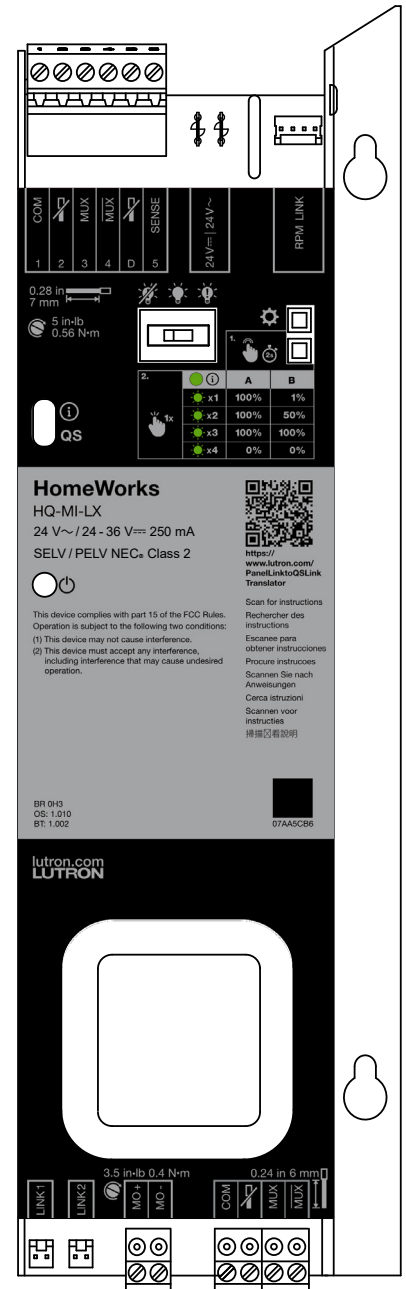 COM
MUX
MUX
SENSE
24V⎓ | 24V～
RPM LINK
1 2 3 4 D 5
0.28 in
7 mm
5 in•lb
0.56 N•m
1.
2s
2.
1x
A B
x1 100% 1%
x2 100% 50%
x3 100% 100%
x4 0% 0%
QS
HomeWorks
HQ-MI-LX
24 V～ / 24 - 36 V⎓ 250 mA
SELV / PELV NEC® Class 2
This device complies with part 15 of the FCC Rules.
Operation is subject to the following two conditions:
(1) This device may not cause interference.
(2) This device must accept any interference,
including interference that may cause undesired
operation.
https://
www.lutron.com/
PanelLinktoQSLink
Translator
Scan for instructions
Rechercher des
instructions
Escanee para
obtener instrucciones
Procure instrucoes
Scannen Sie nach
Anweisungen
Cerca istruzioni
Scannen voor
instructies
掃描看說明
BR 0H3
OS: 1.010
BT: 1.002
07AA5CB6
lutron.com
LUTRON
3.5 in•lb 0.4 N•m
0.24 in 6 mm
LINK1
LINK2
MO +
MO -
COM
MUX
MUX